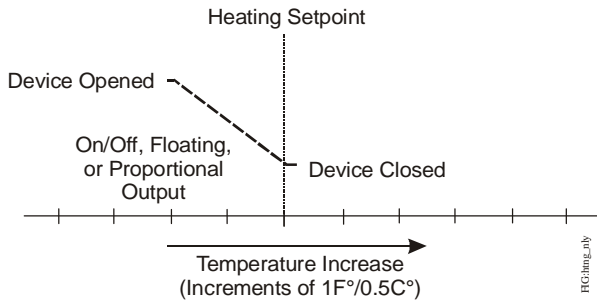 Heating Setpoint
Device Opened
On/Off, Floating,
or Proportional
Output
Device Closed
Temperature Increase
(Increments of 1F°/0.5C°)
FIG:htng_nly